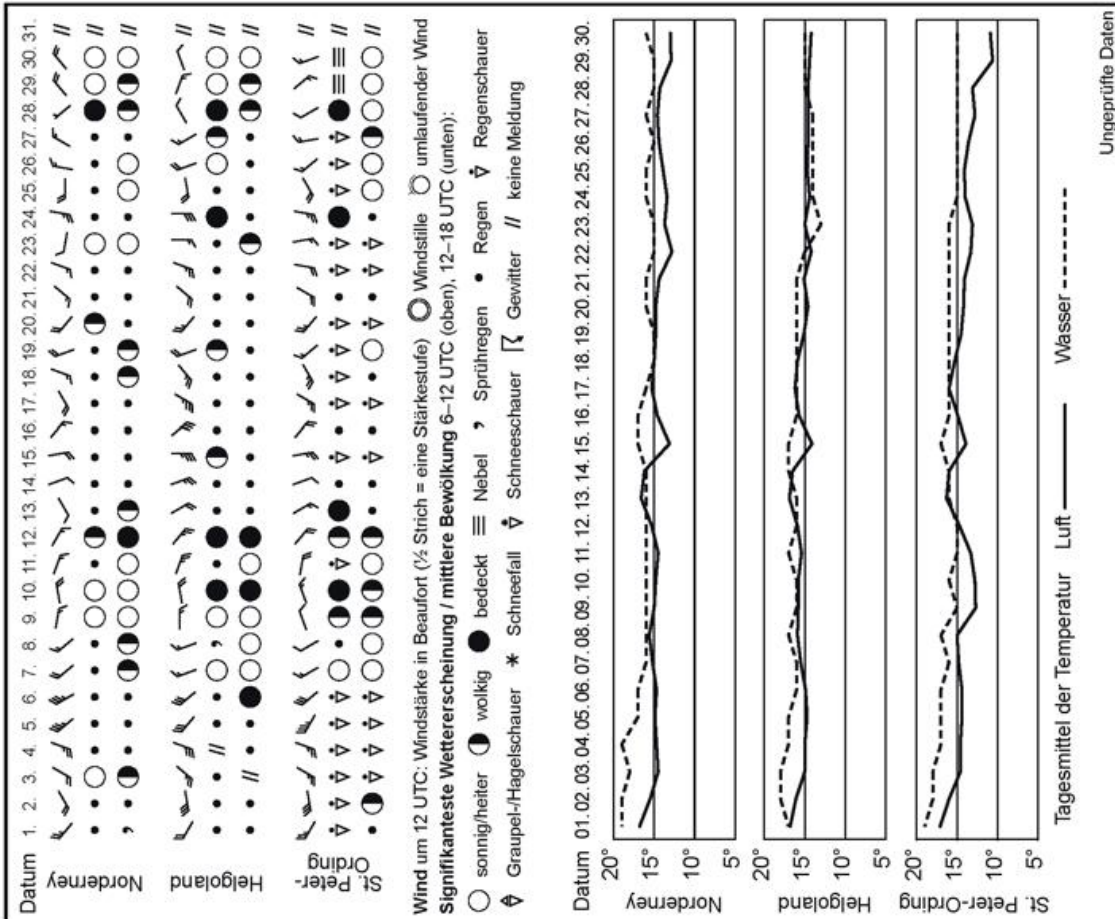 Datum 1. 2. 3. 4. 5. 6. 7. 8. 9. 10. 11. 12. 13. 14. 15. 16. 17. 18. 19. 20. 21. 22. 23. 24. 25. 26. 27. 28. 29. 30. 31.
Norderney
Helgoland
St. Peter-
Ording
Wind um 12 UTC: Windstärke in Beaufort (½ Strich = eine Stärkestufe) Windstille umlaufender Wind
Signifikanteste Wettererscheinung / mittlere Bewölkung 6–12 UTC (oben), 12–18 UTC (unten):
sonnig/heiter wolkig bedeckt Nebel Sprühregen Regen Regenschauer
Graupel-/Hagelschauer Schneefall Schneeschauer Gewitter keine Meldung
Datum 01. 02. 03. 04. 05. 06. 07. 08. 09. 10. 11. 12. 13. 14. 15. 16. 17. 18. 19. 20. 21. 22. 23. 24. 25. 26. 27. 28. 29. 30.
Norderney
20°
15°
10°
5°
Helgoland
20°
15°
10°
5°
St. Peter-Ording
20°
15°
10°
5°
Tagesmittel der Temperatur Luft Wasser
Ungeprüfte Daten